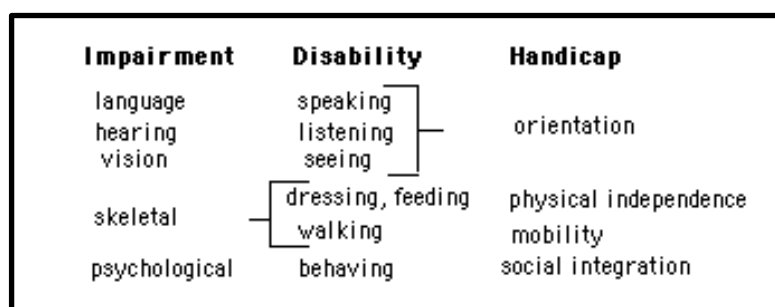 Impairment Disability Handicap
language speaking
hearing listening orientation
vision seeing
skeletal dressing, feeding physical independence
walking mobility
psychological behaving social integration